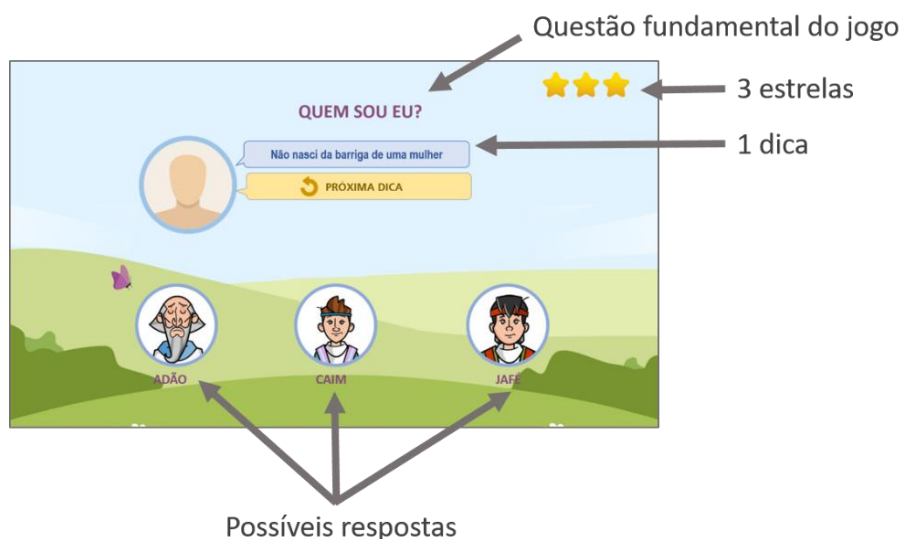 Questão fundamental do jogo
3 estrelas
QUEM SOU EU?
1 dica
Não nasci da barriga de uma mulher
PRÓXIMA DICA
ADÃO
CAIM
JAFÉ
Possíveis respostas